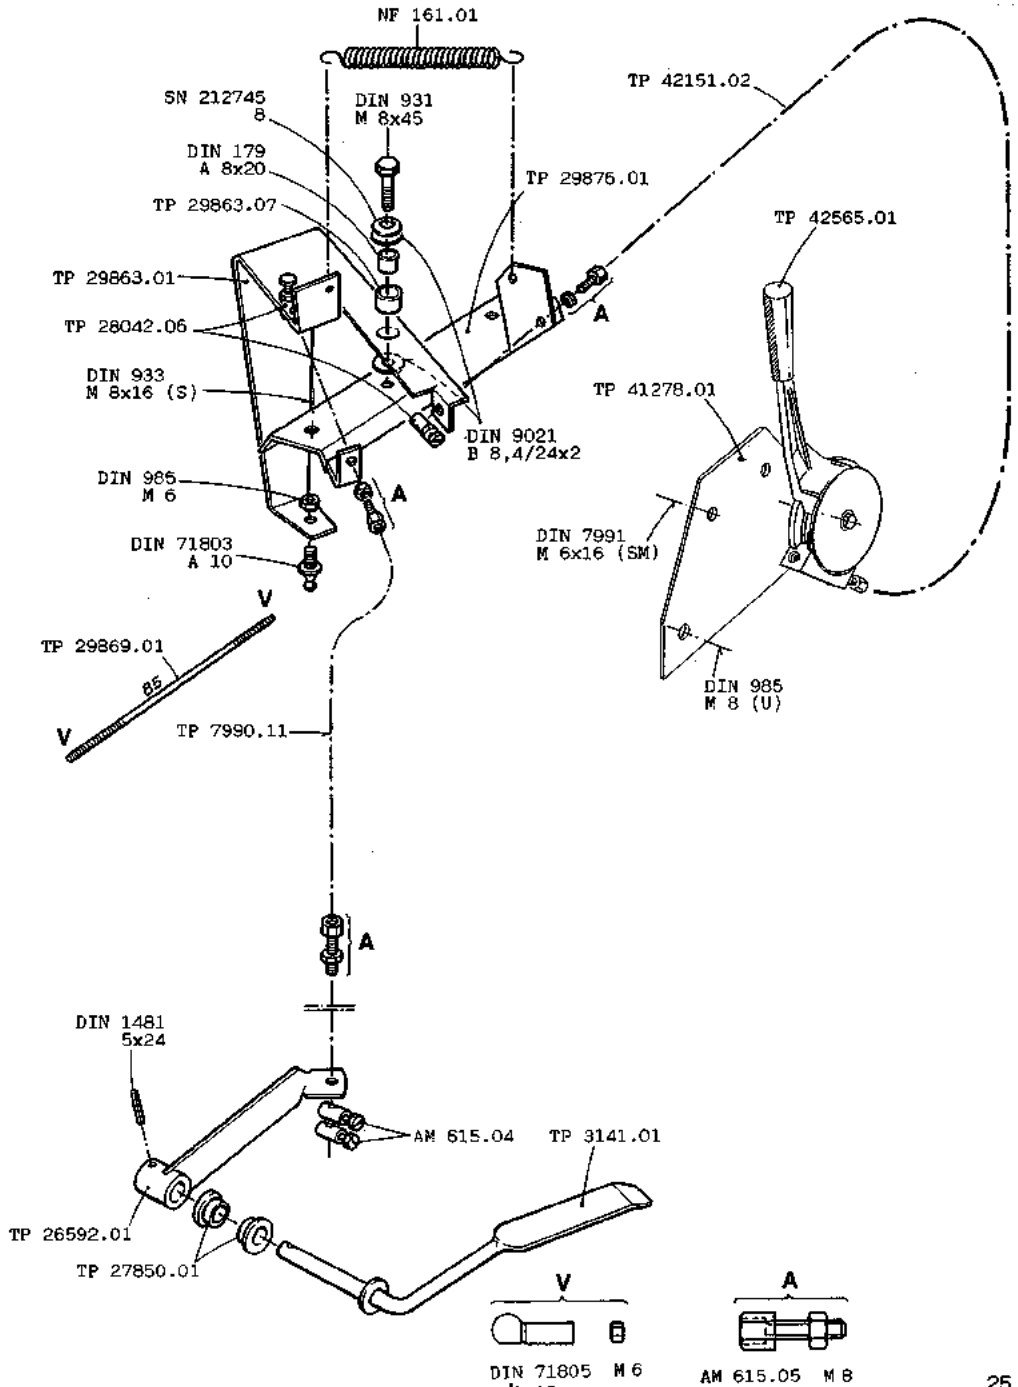 NF 161.01
TP 42151.02
SN 212745
8
DIN 931
M 8x45
DIN 179
A 8x20
TP 29876.01
TP 29863.07
TP 42565.01
TP 29863.01
A
TP 28042.06
DIN 933
M 8x16 (S)
TP 41278.01
DIN 9021
B 8,4/24x2
DIN 985
M 6
A
DIN 7991
M 6x16 (SM)
DIN 71803
A 10
V
TP 29869.01
85
DIN 985
M 8 (U)
V
TP 7990.11
A
DIN 1481
5x24
AM 615.04
TP 3141.01
TP 26592.01
TP 27850.01
V
A
DIN 71805
M 6
AM 615.05
M 8
25